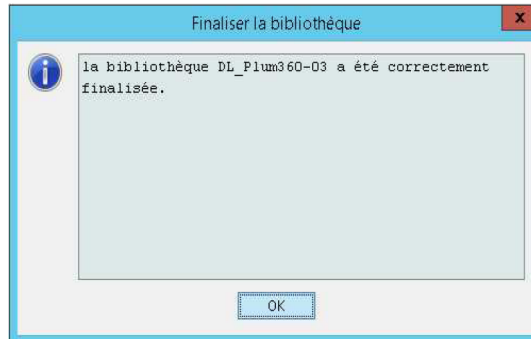 Finaliser la bibliothèque
x
la bibliothèque DL_Plum360-03 a été correctement
finalisée.
OK